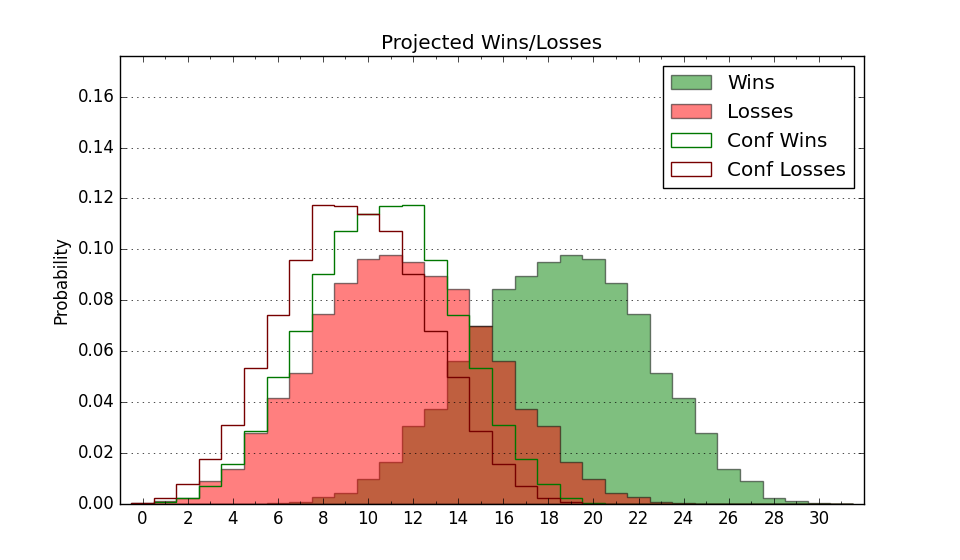 Projected Wins/Losses
Wins
Losses
Conf Wins
Conf Losses
Probability
0.16
0.14
0.12
0.10
0.08
0.06
0.04
0.02
0.00
0 2 4 6 8 10 12 14 16 18 20 22 24 26 28 30